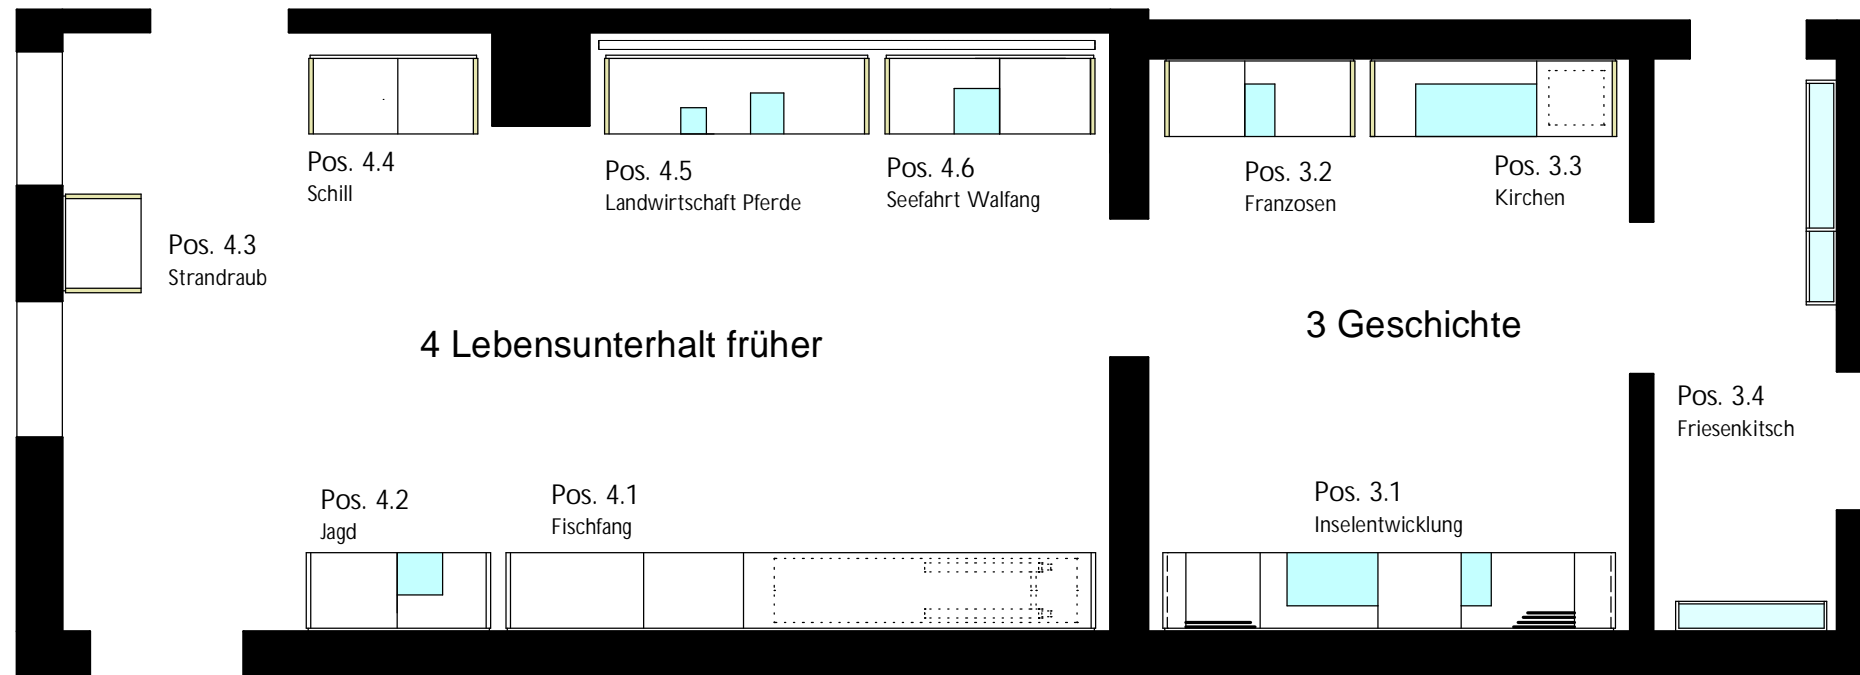 Pos. 4.4
Schill
Pos. 4.5
Landwirtschaft Pferde
Pos. 4.6
Seefahrt Walfang
Pos. 3.2
Franzosen
Pos. 3.3
Kirchen
Pos. 4.3
Strandraub
4 Lebensunterhalt früher
3 Geschichte
Pos. 3.4
Friesenkitsch
Pos. 4.2
Jagd
Pos. 4.1
Fischfang
Pos. 3.1
Inselentwicklung